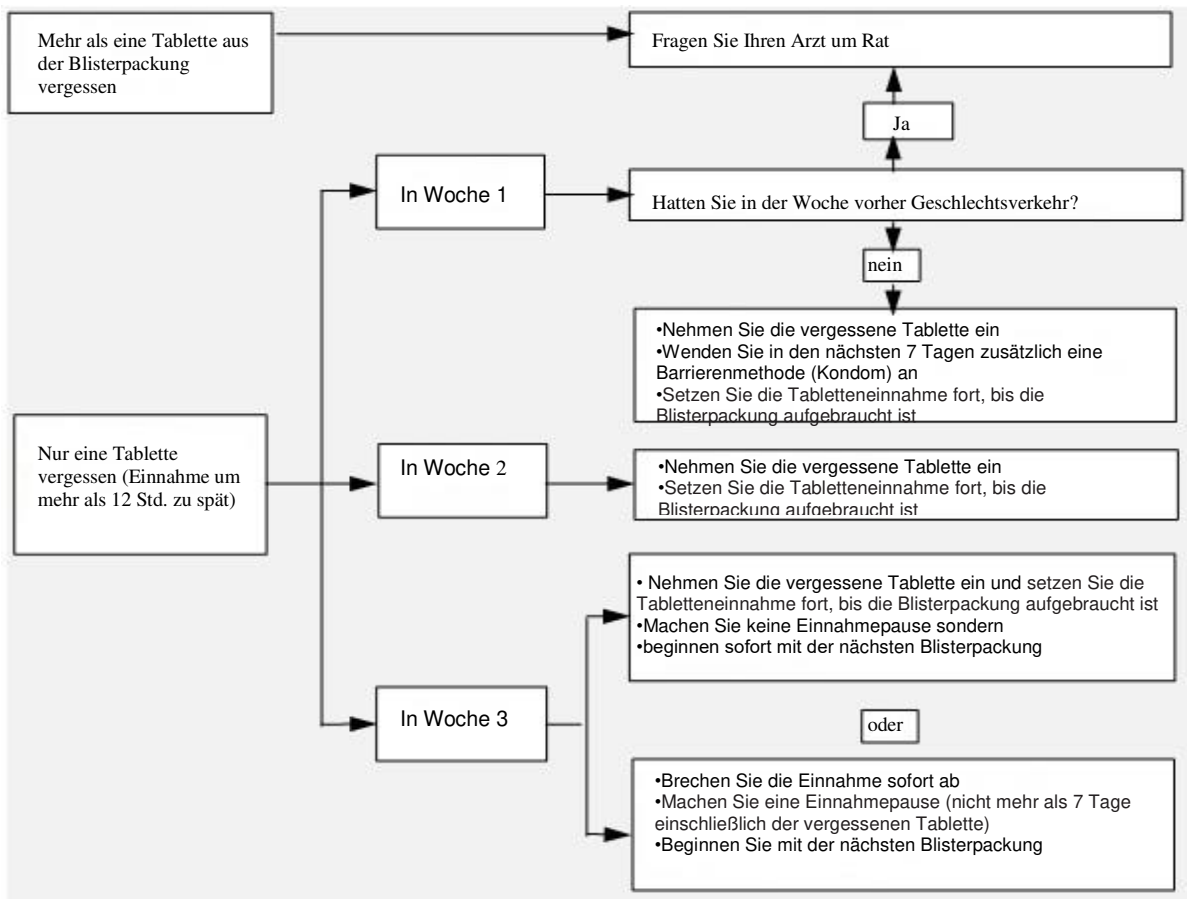 Mehr als eine Tablette aus
der Blisterpackung
vergessen
Fragen Sie Ihren Arzt um Rat
Ja
In Woche 1
Hatten Sie in der Woche vorher Geschlechtsverkehr?
nein
•Nehmen Sie die vergessene Tablette ein
•Wenden Sie in den nächsten 7 Tagen zusätzlich eine
Barrierenmethode (Kondom) an
•Setzen Sie die Tabletteneinnahme fort, bis die
Blisterpackung aufgebraucht ist
Nur eine Tablette
vergessen (Einnahme um
mehr als 12 Std. zu spät)
In Woche 2
•Nehmen Sie die vergessene Tablette ein
•Setzen Sie die Tabletteneinnahme fort, bis die
Blisterpackung aufgebraucht ist
In Woche 3
• Nehmen Sie die vergessene Tablette ein und setzen Sie die
Tabletteneinnahme fort, bis die Blisterpackung aufgebraucht ist
•Machen Sie keine Einnahmepause sondern
•beginnen sofort mit der nächsten Blisterpackung
oder
•Brechen Sie die Einnahme sofort ab
•Machen Sie eine Einnahmepause (nicht mehr als 7 Tage
einschließlich der vergessenen Tablette)
•Beginnen Sie mit der nächsten Blisterpackung